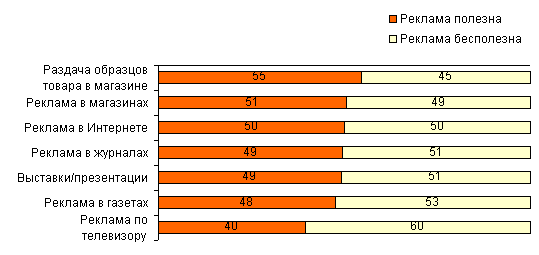 Реклама полезна
Реклама бесполезна
Раздача образцов
товара в магазине
55 45
Реклама в магазинах
51 49
Реклама в Интернете
50 50
Реклама в журналах
49 51
Выставки/презентации
49 51
Реклама в газетах
48 53
Реклама по
телевизору
40 60